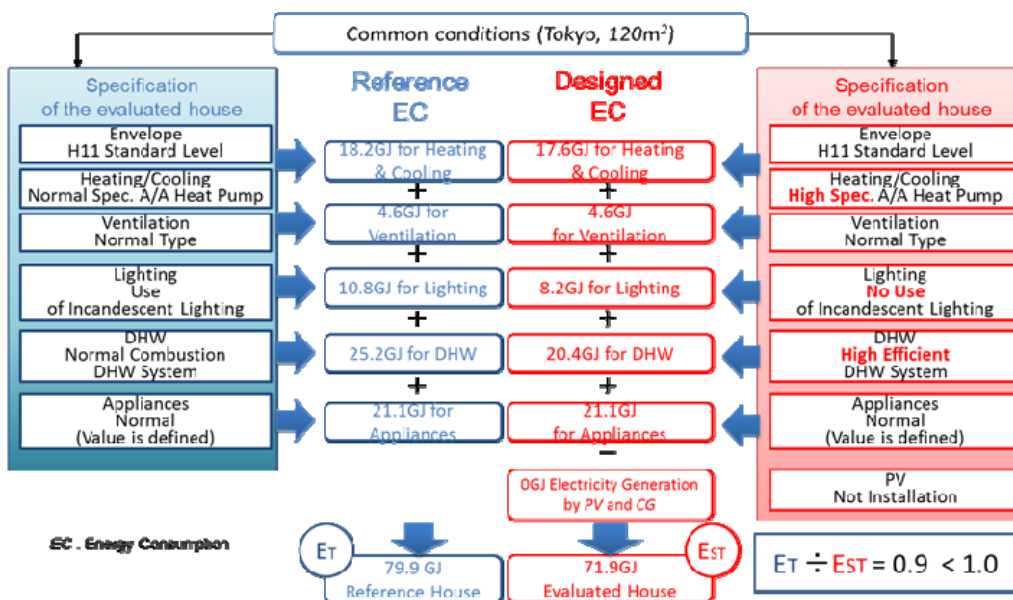 Common conditions (Tokyo, 120m²)
Specification
of the evaluated house
Envelope
H11 Standard Level
Heating/Cooling
Normal Spec. A/A Heat Pump
Ventilation
Normal Type
Lighting
Use
of Incandescent Lighting
DHW
Normal Combustion
DHW System
Appliances
Normal
(Value is defined)
Reference
EC
18.2GJ for Heating
& Cooling
+
4.6GJ for
Ventilation
+
10.8GJ for Lighting
+
25.2GJ for DHW
+
21.1GJ for
Appliances
Designed
EC
17.6GJ for Heating
& Cooling
+
4.6GJ
for Ventilation
+
8.2GJ for Lighting
+
20.4GJ for DHW
+
21.1GJ
for Appliances
−
0GJ Electricity Generation
by PV and CG
Specification
of the evaluated house
Envelope
H11 Standard Level
Heating/Cooling
High Spec. A/A Heat Pump
Ventilation
Normal Type
Lighting
No Use
of Incandescent Lighting
DHW
High Efficient
DHW System
Appliances
Normal
(Value is defined)
PV
Not Installation
EC . Energy Consumption
ET
79.9 GJ
Reference House
EST
71.9GJ
Evaluated House
ET ÷ EST = 0.9 < 1.0